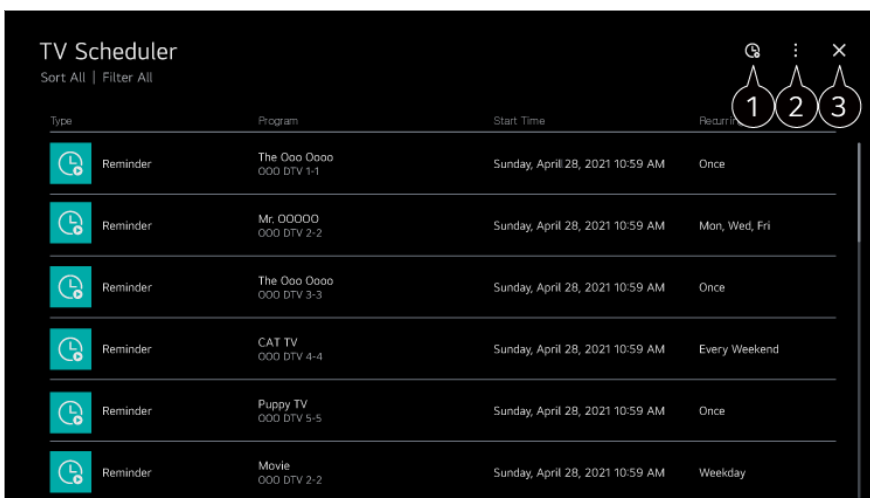 TV Scheduler
Sort All | Filter All
1 2 3
Type Program Start Time Recurring
Reminder The Ooo Oooo Sunday, April 28, 2021 10:59 AM Once
OOO DTV 1-1
Reminder Mr. OOOOO Sunday, April 28, 2021 10:59 AM Mon, Wed, Fri
OOO DTV 2-2
Reminder The Ooo Oooo Sunday, April 28, 2021 10:59 AM Once
OOO DTV 3-3
Reminder CAT TV Sunday, April 28, 2021 10:59 AM Every Weekend
OOO DTV 4-4
Reminder Puppy TV Sunday, April 28, 2021 10:59 AM Once
OOO DTV 5-5
Reminder Movie Sunday, April 28, 2021 10:59 AM Weekday
OOO DTV 2-2